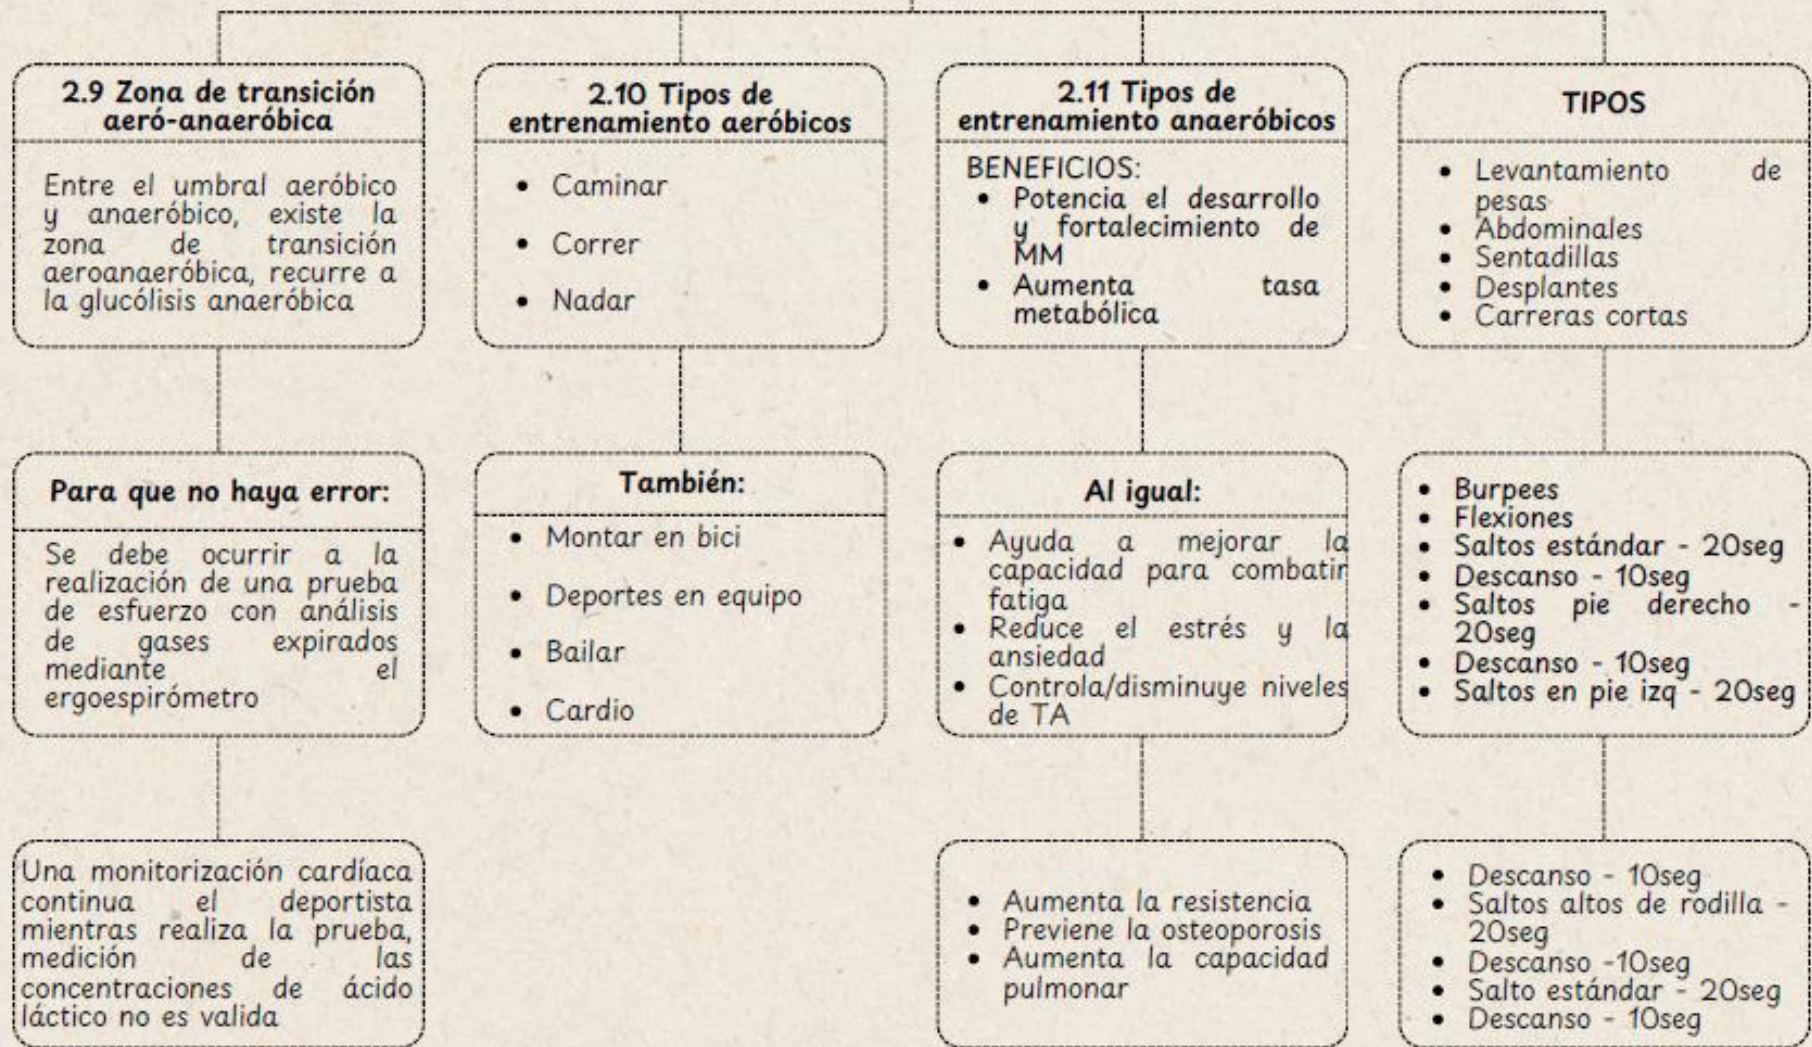 2.9 Zona de transición
aeró-anaeróbica
Entre el umbral aeróbico
y anaeróbico, existe la
zona de transición
aeroanaeróbica, recurre a
la glucólisis anaeróbica
Para que no haya error:
Se debe ocurrir a la
realización de una prueba
de esfuerzo con análisis
de gases expirados
mediante el
ergoespirómetro
Una monitorización cardíaca
continua el deportista
mientras realiza la prueba,
medición de las
concentraciones de ácido
láctico no es valida
2.10 Tipos de
entrenamiento aeróbicos
• Caminar
• Correr
• Nadar
También:
• Montar en bici
• Deportes en equipo
• Bailar
• Cardio
2.11 Tipos de
entrenamiento anaeróbicos
BENEFICIOS:
• Potencia el desarrollo
y fortalecimiento de
MM
• Aumenta tasa
metabólica
Al igual:
• Ayuda a mejorar la
capacidad para combatir
fatiga
• Reduce el estrés y la
ansiedad
• Controla/disminuye niveles
de TA
• Aumenta la resistencia
• Previene la osteoporosis
• Aumenta la capacidad
pulmonar
TIPOS
• Levantamiento de
pesas
• Abdominales
• Sentadillas
• Desplantes
• Carreras cortas
• Burpees
• Flexiones
• Saltos estándar - 20seg
• Descanso - 10seg
• Saltos pie derecho -
20seg
• Descanso - 10seg
• Saltos en pie izq - 20seg
• Descanso - 10seg
• Saltos altos de rodilla -
20seg
• Descanso -10seg
• Salto estándar - 20seg
• Descanso - 10seg